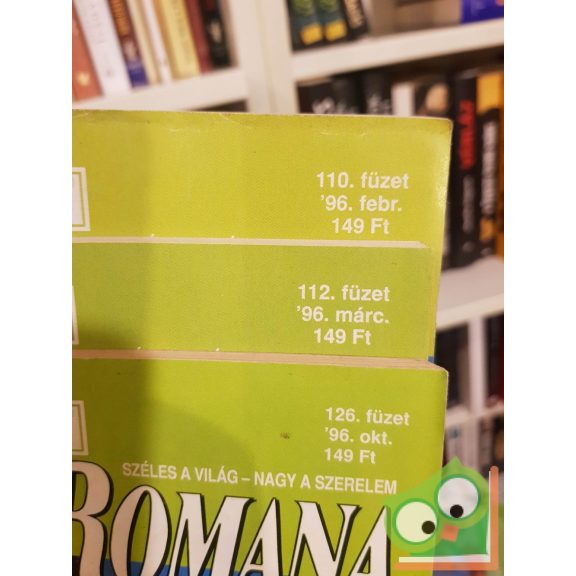 110. füzet
'96. febr.
149 Ft
112. füzet
'96. márc.
149 Ft
126. füzet
'96. okt.
149 Ft
SZÉLES A VILÁG – NAGY A SZERELEM
ROMANA